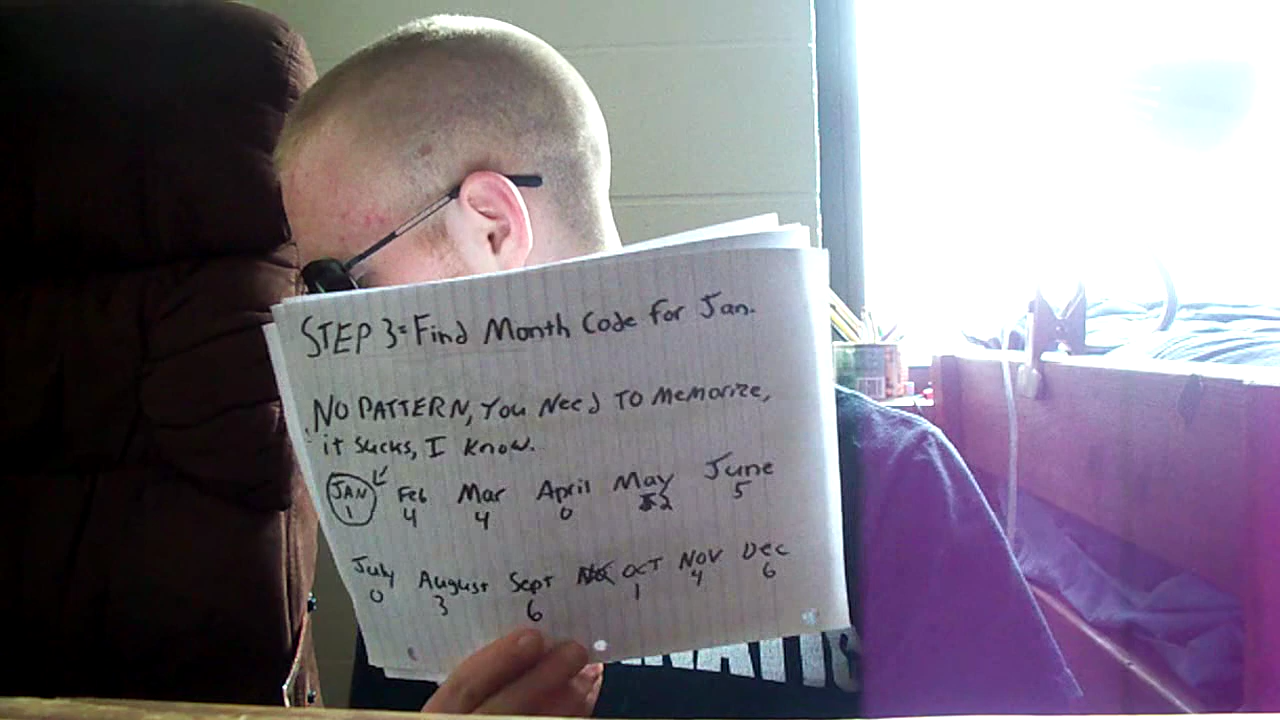 STEP 3: Find Month Code for Jan.
NO PATTERN, You Need TO Memorize,
it sucks, I know.
JAN Feb Mar April May June
1 4 4 0 2 5
July August Sept OCT NOV Dec
0 3 6 1 4 6